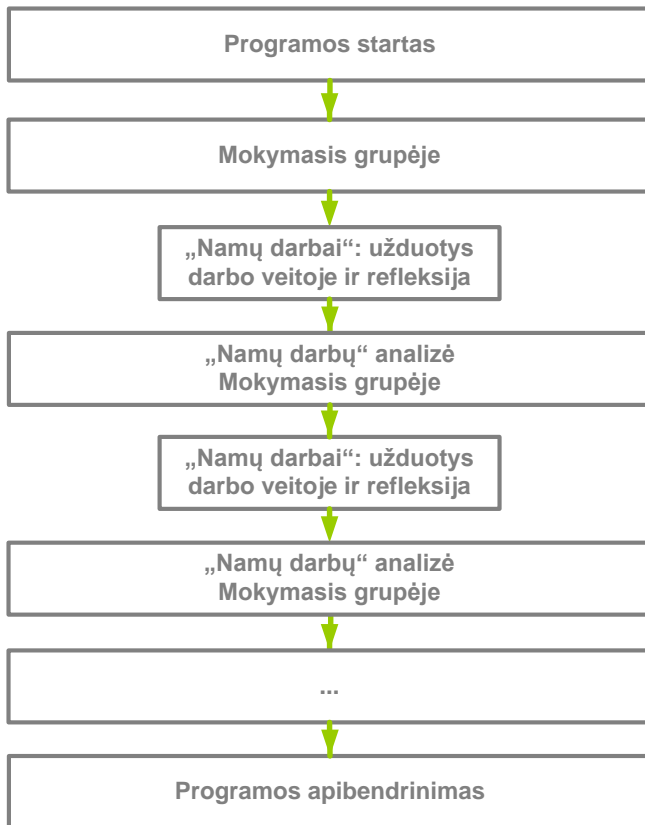 Programos startas
Mokymasis grupėje
„Namų darbai“: užduotys
darbo veitoje ir refleksija
„Namų darbų“ analizė
Mokymasis grupėje
„Namų darbai“: užduotys
darbo veitoje ir refleksija
„Namų darbų“ analizė
Mokymasis grupėje
...
Programos apibendrinimas